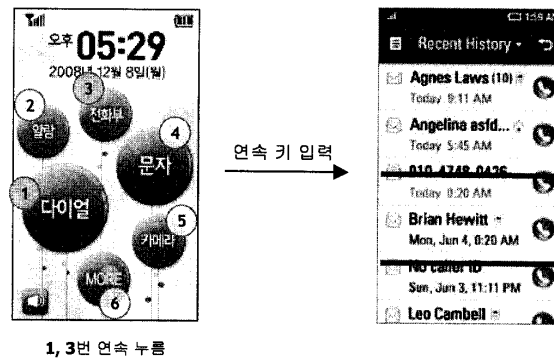 오후 05:29
2008년 12월 8일(월)
3
2 전화부
알람 4
문자
1
다이얼 5
카메라
MORE
6
연속 키 입력
1, 3번 연속 누름
1:59 AM
Recent History
Agnes Laws (10)
Today 9:11 AM
Angelina asfd...
Today 5:45 AM
010-4748-0426
Today 0:20 AM
Brian Hewitt
Mon, Jun 4, 0:20 AM
No caller ID
Sun, Jun 3, 11:11 PM
Leo Cambell